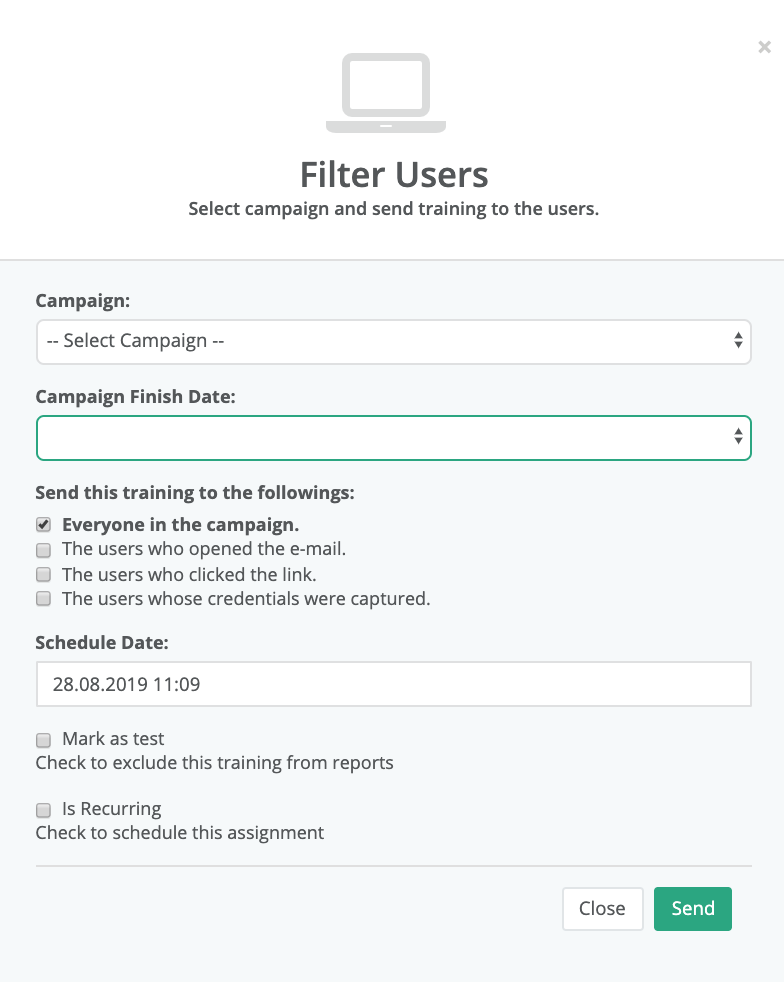 ×
Filter Users
Select campaign and send training to the users.
Campaign:
-- Select Campaign --
Campaign Finish Date:
Send this training to the followings:
Everyone in the campaign.
The users who opened the e-mail.
The users who clicked the link.
The users whose credentials were captured.
Schedule Date:
28.08.2019 11:09
Mark as test
Check to exclude this training from reports
Is Recurring
Check to schedule this assignment
Close Send